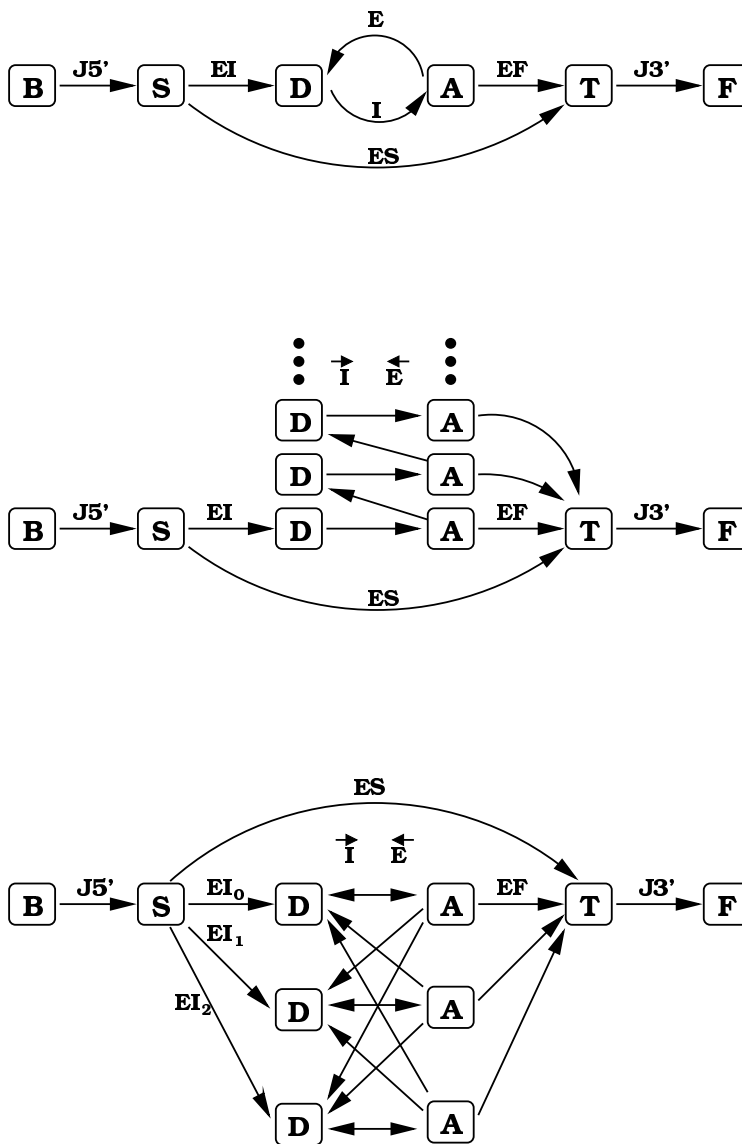 E
J5' EI EF J3'
B S D A T F
I
ES
I E
D A
D A
J5' EI EF J3'
B S D A T F
ES
ES
I E
J5' EI₀ EF J3'
B S D A T F
EI₁
EI₂
D A
D A